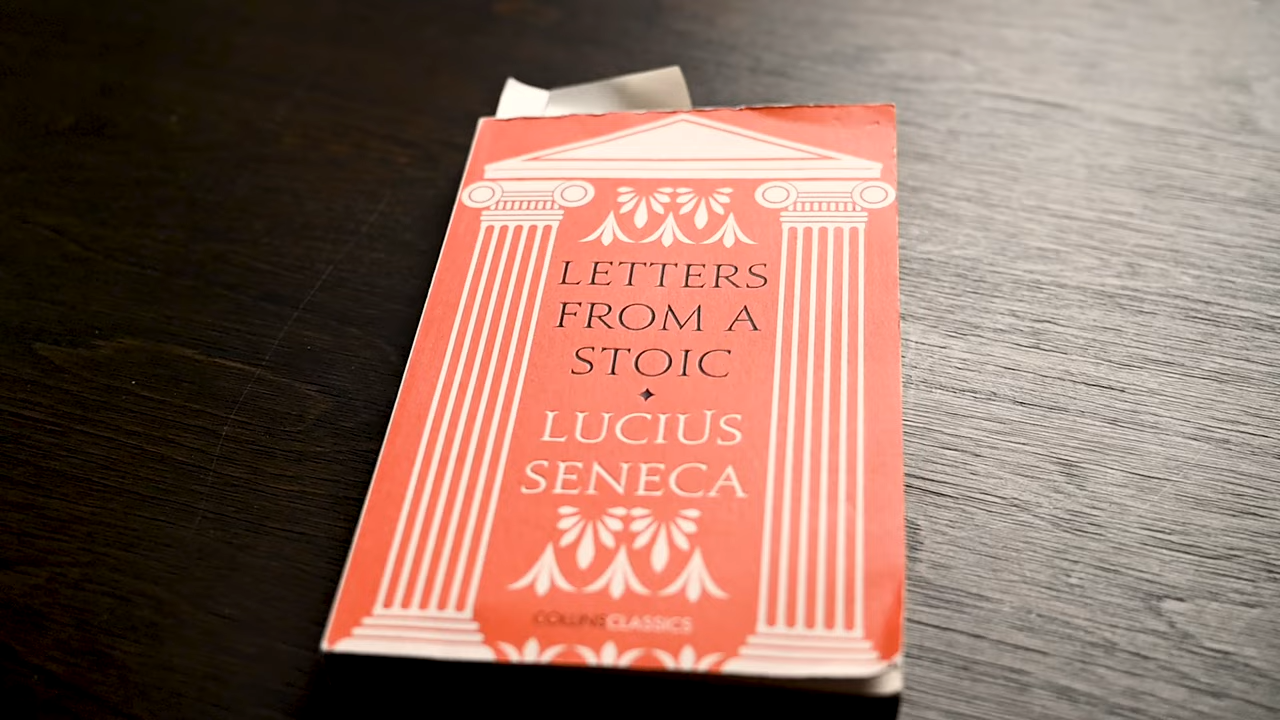 LETTERS
FROM A
STOIC
LUCIUS
SENECA
COLLINS CLASSICS